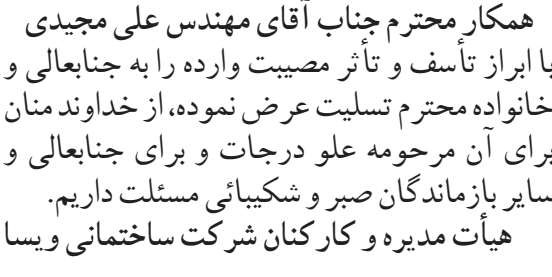 همکار محترم جناب آقای مهندس علی مجیدی
با ابراز تأسف و تأثر مصیبت وارده را به جنابعالی و
خانواده محترم تسلیت عرض نموده، از خداوند منان
برای آن مرحومه علو درجات و برای جنابعالی و
سایر بازماندگان صبر و شکیبائی مسئلت داریم.
هیأت مدیره و کارکنان شرکت ساختمانی ویسا